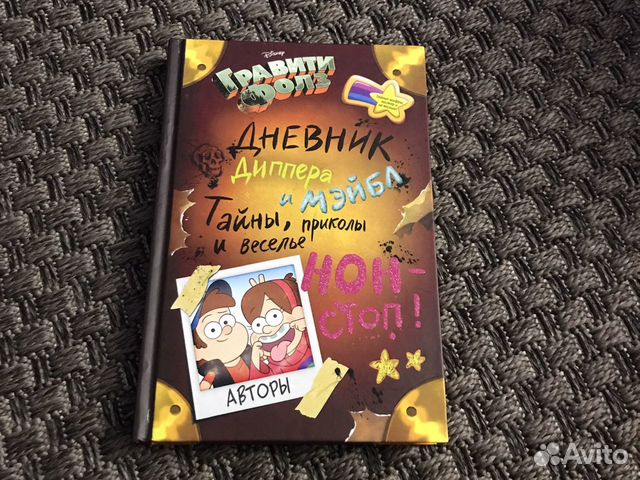 Disney
ГРАВИТИ
ФОЛЗ
ДНЕВНИК
Диппера
и МЭЙБЛ
Тайны, приколы
и веселье
НОН-
СТОП!
АВТОРЫ
Avito